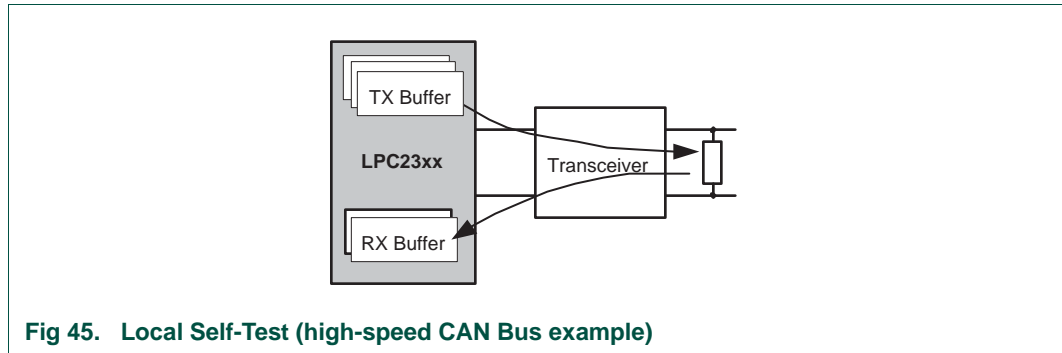 TX Buffer
LPC23xx
Transceiver
RX Buffer
Fig 45. Local Self-Test (high-speed CAN Bus example)